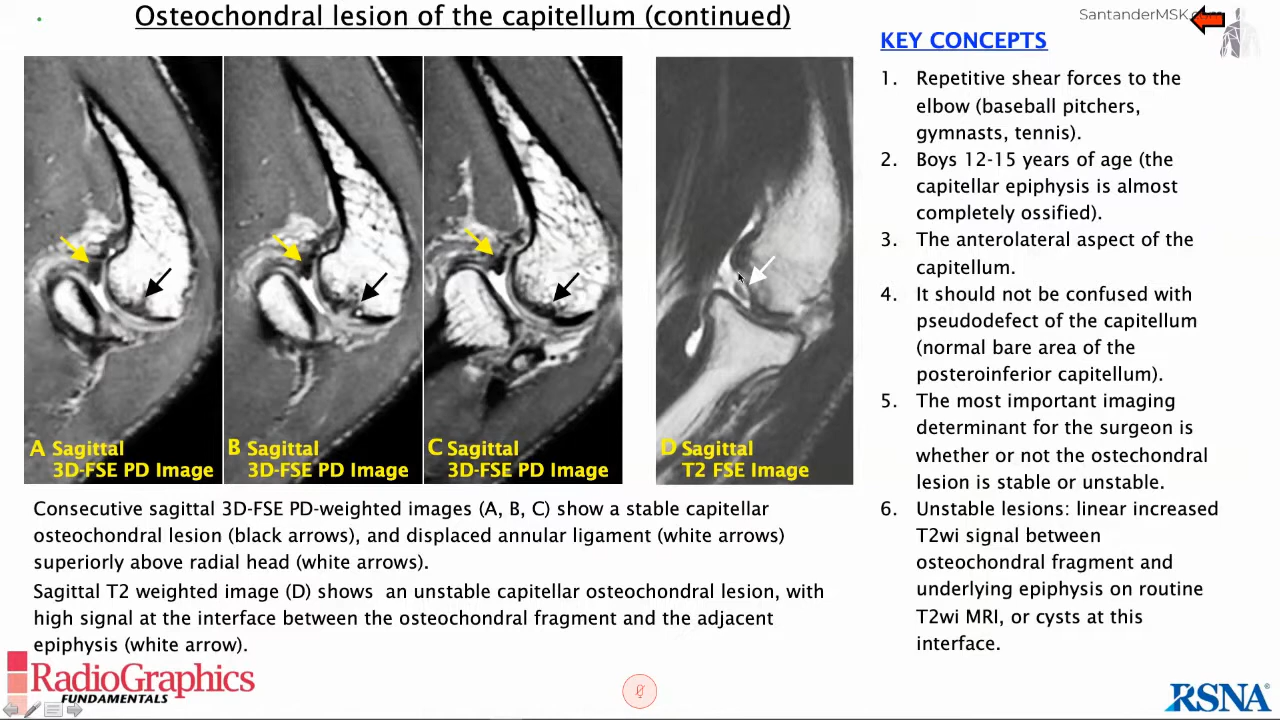 Osteochondral lesion of the capitellum (continued)
SantanderMSK.com
KEY CONCEPTS
1. Repetitive shear forces to the
elbow (baseball pitchers,
gymnasts, tennis).
2. Boys 12-15 years of age (the
capitellar epiphysis is almost
completely ossified).
3. The anterolateral aspect of the
capitellum.
4. It should not be confused with
pseudodefect of the capitellum
(normal bare area of the
posteroinferior capitellum).
5. The most important imaging
determinant for the surgeon is
whether or not the ostechondral
lesion is stable or unstable.
6. Unstable lesions: linear increased
T2wi signal between
osteochondral fragment and
underlying epiphysis on routine
T2wi MRI, or cysts at this
interface.
A Sagittal
3D-FSE PD Image
B Sagittal
3D-FSE PD Image
C Sagittal
3D-FSE PD Image
D Sagittal
T2 FSE Image
Consecutive sagittal 3D-FSE PD-weighted images (A, B, C) show a stable capitellar
osteochondral lesion (black arrows), and displaced annular ligament (white arrows)
superiorly above radial head (white arrows).
Sagittal T2 weighted image (D) shows an unstable capitellar osteochondral lesion, with
high signal at the interface between the osteochondral fragment and the adjacent
epiphysis (white arrow).
RadioGraphics
FUNDAMENTALS
RSNA®